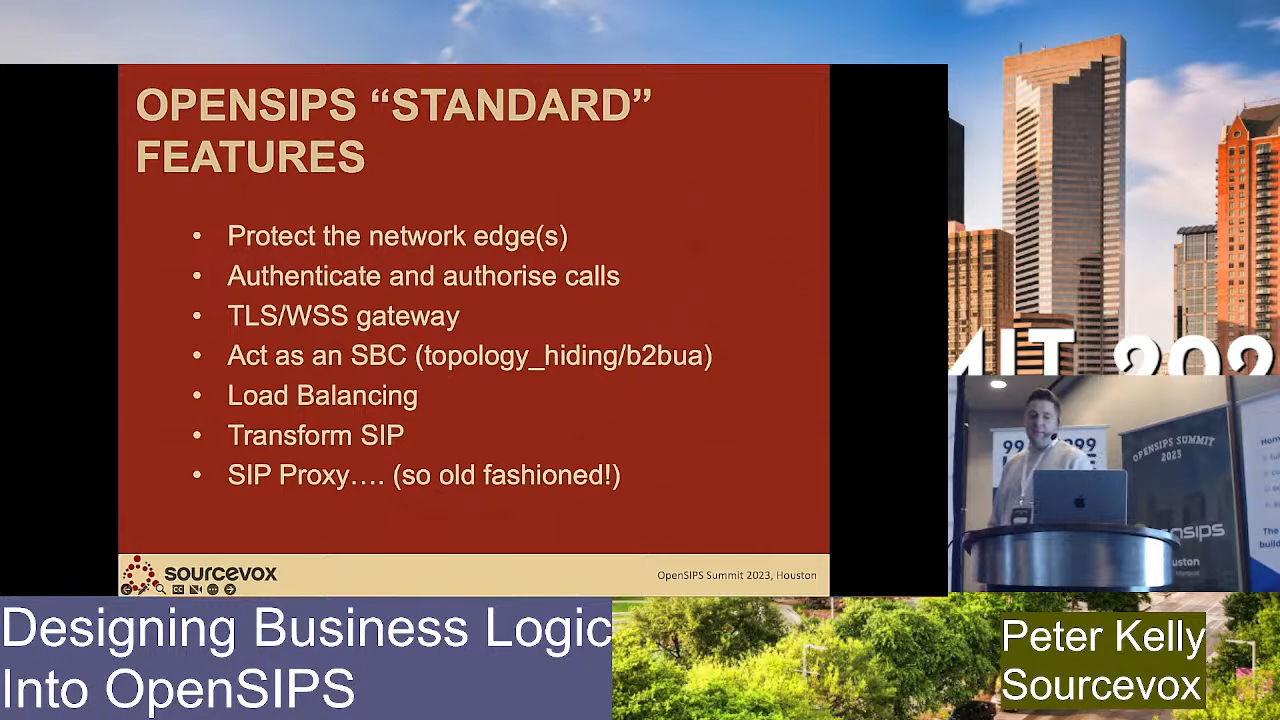 OPENSIPS “STANDARD”
FEATURES
• Protect the network edge(s)
• Authenticate and authorise calls
• TLS/WSS gateway
• Act as an SBC (topology_hiding/b2bua)
• Load Balancing
• Transform SIP
• SIP Proxy.... (so old fashioned!)
sourcevox
OpenSIPS Summit 2023, Houston
OPENSIPS SUMMIT
2023
Designing Business Logic
Into OpenSIPS
Peter Kelly
Sourcevox